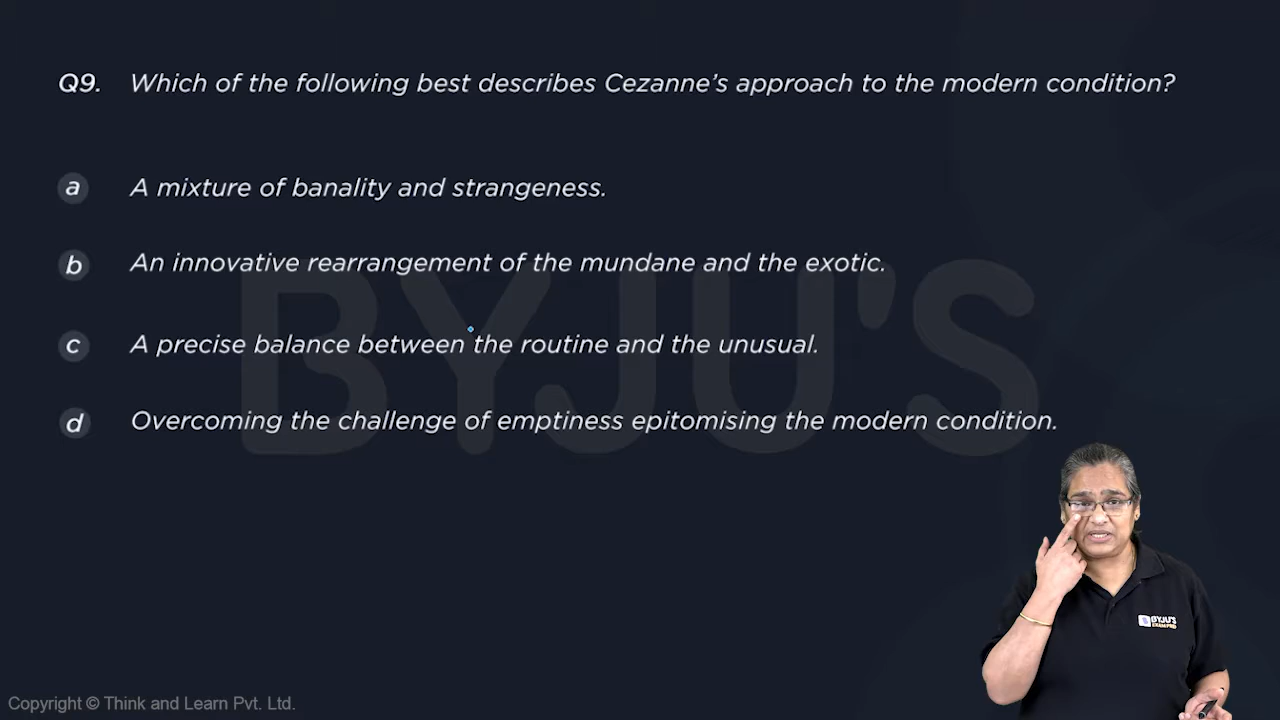 Q9. Which of the following best describes Cezanne's approach to the modern condition?
a A mixture of banality and strangeness.
b An innovative rearrangement of the mundane and the exotic.
c A precise balance between the routine and the unusual.
d Overcoming the challenge of emptiness epitomising the modern condition.
BYJU'S
BYJU'S
Copyright © Think and Learn Pvt. Ltd.